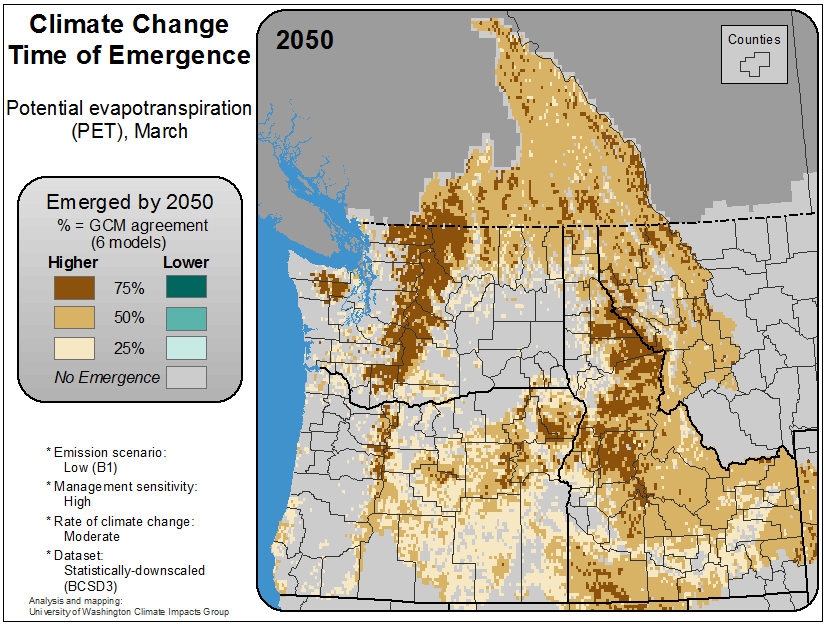 Climate Change
Time of Emergence
Potential evapotranspiration
(PET), March
Emerged by 2050
% = GCM agreement
(6 models)
Higher Lower
75%
50%
25%
No Emergence
* Emission scenario:
Low (B1)
* Management sensitivity:
High
* Rate of climate change:
Moderate
* Dataset:
Statistically-downscaled
(BCSD3)
Analysis and mapping:
University of Washington Climate Impacts Group
2050
Counties